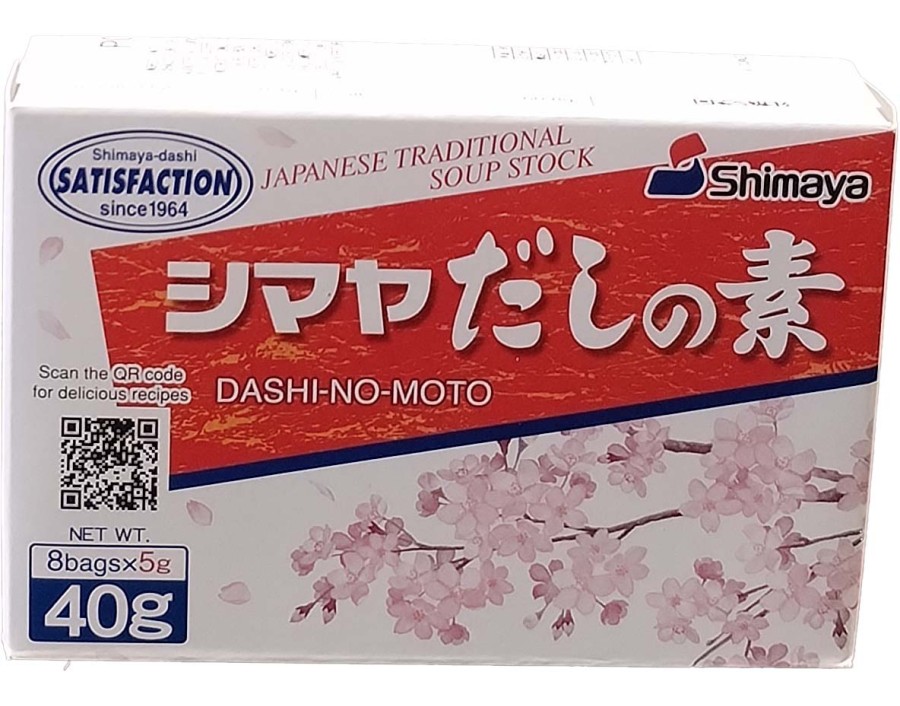 Shimaya-dashi
SATISFACTION
since1964
JAPANESE TRADITIONAL
SOUP STOCK
Shimaya
シマヤだしの素
DASHI-NO-MOTO
Scan the QR code
for delicious recipes
NET WT.
8bags×5g
40g